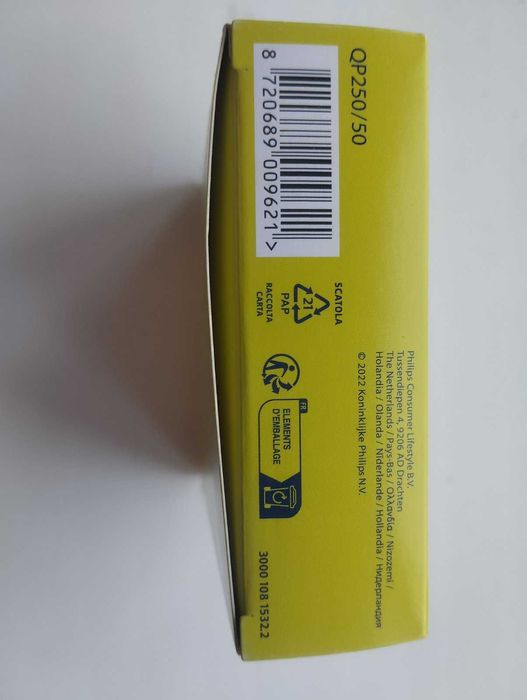 QP250/50
8 720689 009621 >
SCATOLA
21
PAP
RACCOLTA
CARTA
Philips Consumer Lifestyle B.V.
Tussendiepen 4, 9206 AD Drachten
The Netherlands / Pays-Bas / Ολλανδία / Nizozemí /
Holandia / Olanda / Niderlande / Hollandia / Нидерландия
© 2022 Koninklijke Philips N.V.
FR
ELEMENTS
D'EMBALLAGE
3000 108 1532.2